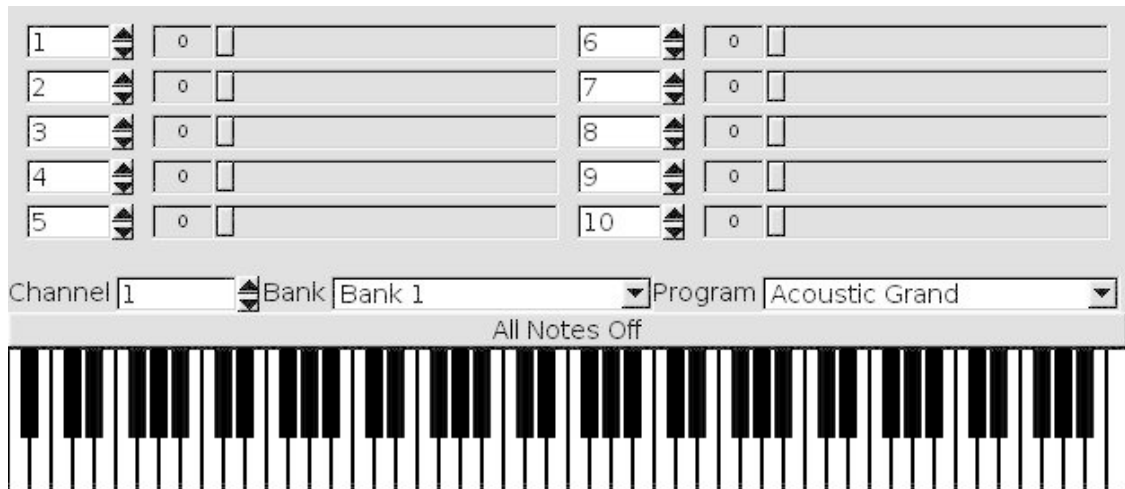 1 0 6 0
2 0 7 0
3 0 8 0
4 0 9 0
5 0 10 0
Channel 1 Bank Bank 1 Program Acoustic Grand
All Notes Off